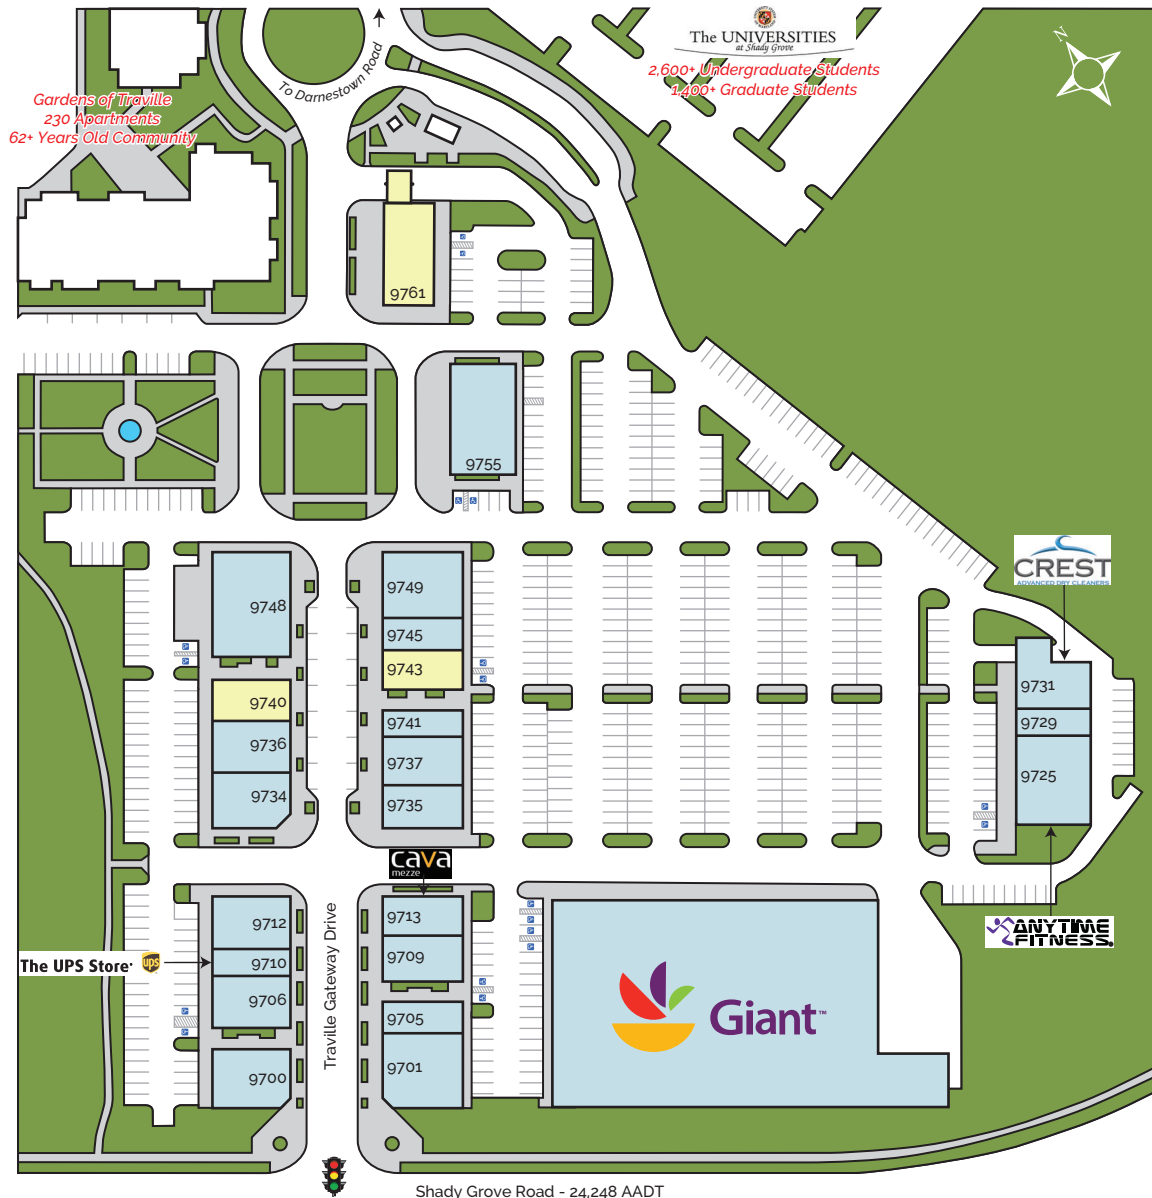 The UNIVERSITIES
at Shady Grove
2,600+ Undergraduate Students
1,400+ Graduate Students
N
To Darnestown Road
Gardens of Traville
230 Apartments
62+ Years Old Community
9761
9755
CREST
ADVANCED DRY CLEANERS
9748
9749
9745
9743
9740
9741
9736
9737
9734
9735
9731
9729
9725
cava
mezze
ANYTIME
FITNESS.
9712
9713
The UPS Store
ups
9710
9709
9706
9705
9700
9701
Traville Gateway Drive
Giant™
Shady Grove Road - 24,248 AADT